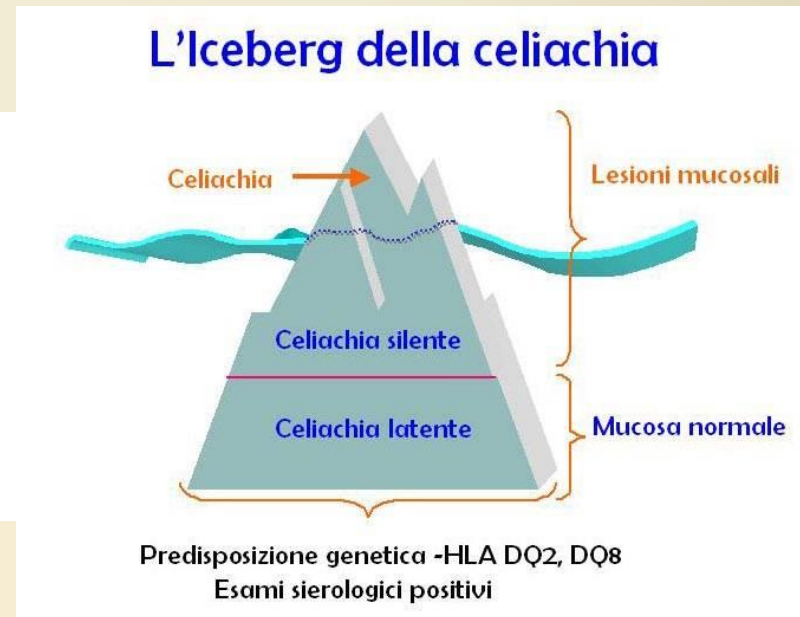 L'Iceberg della celiachia
Celiachia
Lesioni mucosali
Celiachia silente
Celiachia latente
Mucosa normale
Predisposizione genetica -HLA DQ2, DQ8
Esami sierologici positivi